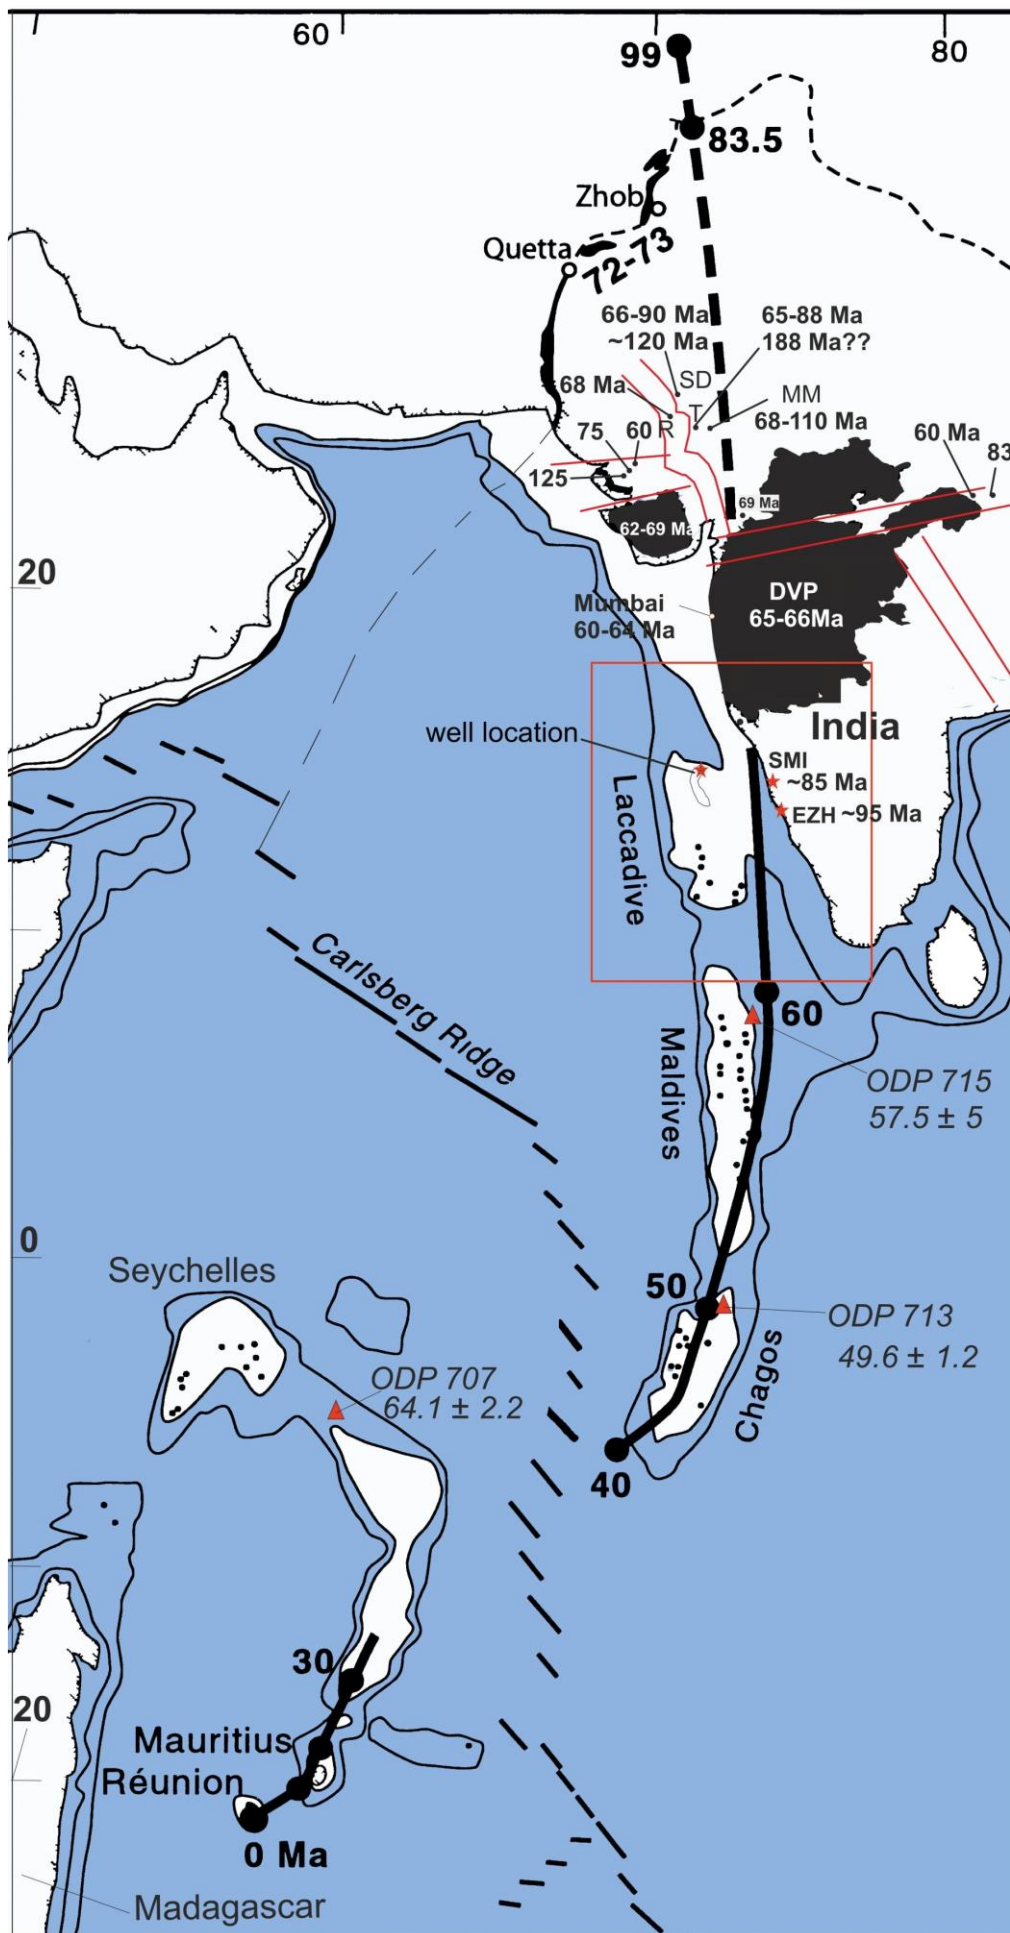 60
99
80
83.5
Zhob
Quetta
72-73
66-90 Ma
~120 Ma
65-88 Ma
188 Ma??
SD
68 Ma
T
MM
68-110 Ma
75
60 R
60 Ma
83
125
69 Ma
62-69 Ma
20
DVP
65-66Ma
Mumbai
60-64 Ma
India
well location
SMI
~85 Ma
EZH ~95 Ma
Laccadive
Carlsberg Ridge
60
Maldives
ODP 715
57.5 ± 5
0
Seychelles
50
ODP 713
49.6 ± 1.2
ODP 707
64.1 ± 2.2
Chagos
40
30
20
Mauritius
Réunion
0 Ma
Madagascar